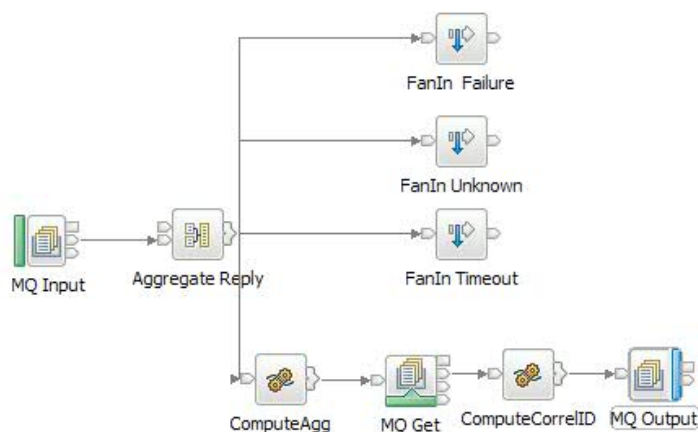 FanIn  Failure
FanIn Unknown
MQ Input
Aggregate Reply
FanIn Timeout
ComputeAgg
MQ Get
ComputeCorrelID
MQ Output